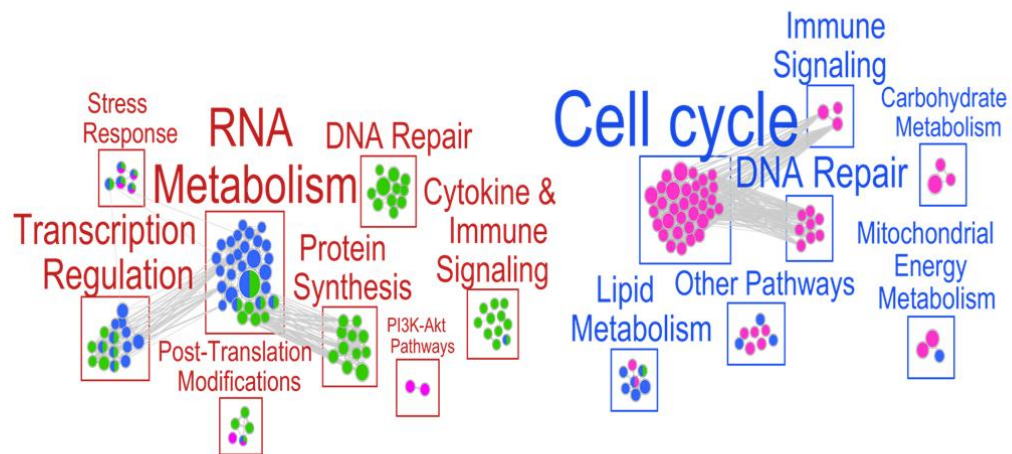 Stress
Response
RNA
Metabolism
DNA Repair
Transcription
Regulation
Cytokine &
Immune
Signaling
Protein
Synthesis
PI3K-Akt
Pathways
Post-Translation
Modifications
Immune
Signaling
Cell cycle
Carbohydrate
Metabolism
DNA Repair
Mitochondrial
Energy
Metabolism
Other Pathways
Lipid
Metabolism